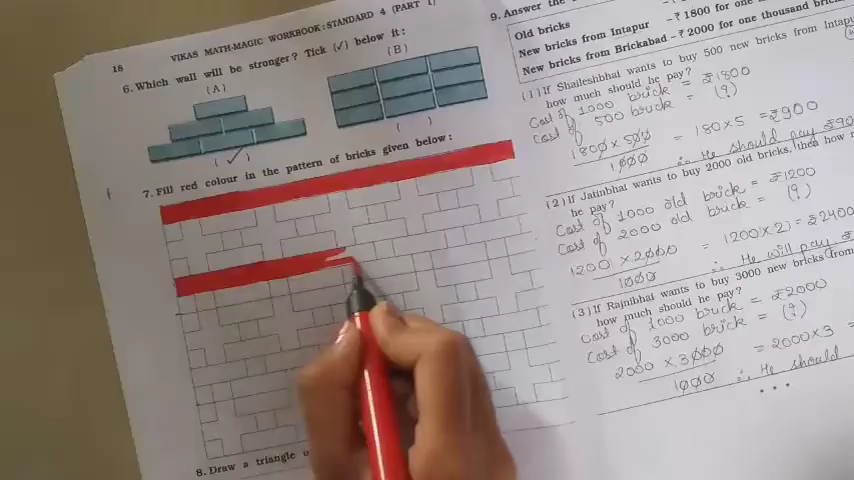 18
VIKAS MATH-MAGIC WORKBOOK : STANDARD 4 (PART 1)
6. Which wall will be stronger? Tick (✓) below it :
(A)
(B)
( ✓ )
( )
7. Fill red colour in the pattern of bricks given below :
8. Draw a triangle
9. Answer the
Old bricks
New bricks from Intapur - ₹ 1800 for one
New bricks from Brickabad - ₹ 2000 for one thousand bricks
(1) If Shaileshbhai wants to buy 500 new bricks from Intapur
how much should he pay?
Cost of 1000 brick = ₹1800
Cost of 500 brick = (?)
1800 × 500
1000
= 180×5 = ₹900
∴ He should pay ₹90
(2) If Jatinbhai wants to buy 2000 old bricks, then how
he pay?
Cost of 1000 old brick = ₹1200
Cost of 2000 old brick = (?)
1200 × 2000
1000
= 1200×2 = ₹2400
∴ He will pay ₹
(3) If Rajnibhai wants to buy 3000 new bricks from
how much should he pay?
Cost of 1000 brick = ₹2000
Cost of 3000 brick = (?)
2000 × 3000
1000
= 2000×3 =
∴ He should